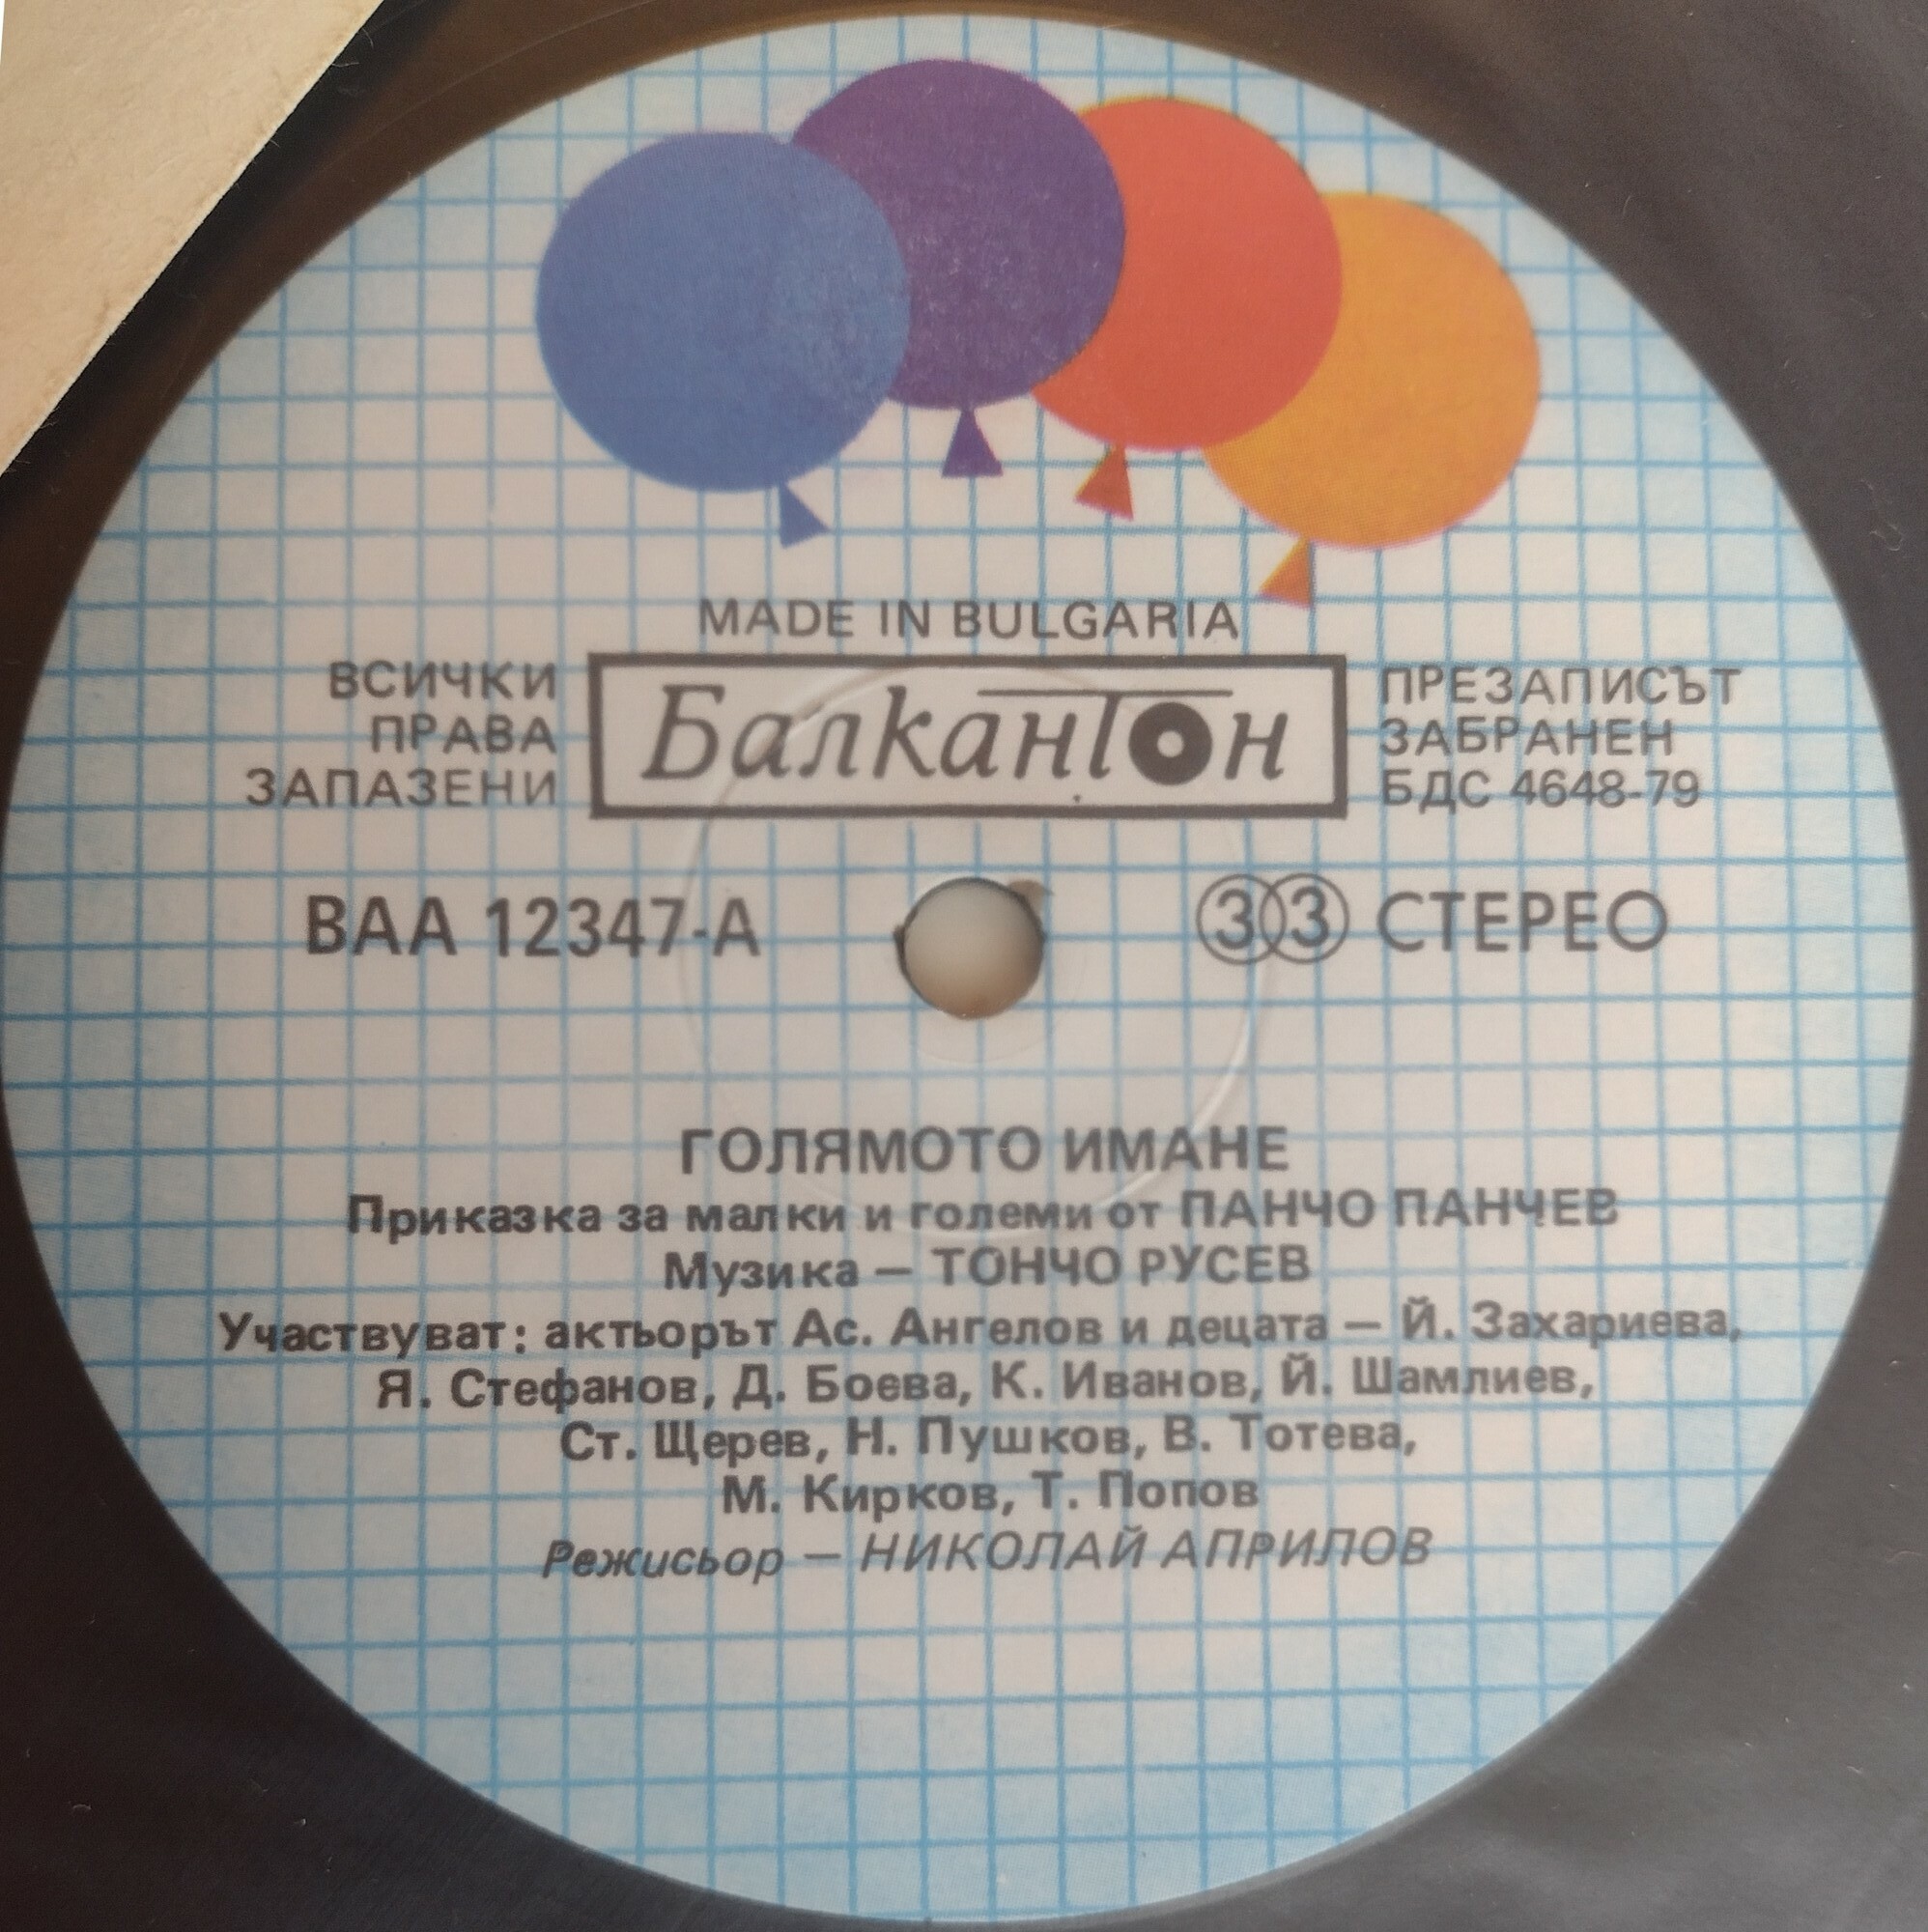 MADE IN BULGARIA
ВСИЧКИ
ПРАВА
ЗАПАЗЕНИ
Балкантон
ПРЕЗАПИСЪТ
ЗАБРАНЕН
БДС 4648-79
ВАА 12347-А
33 СТЕРЕО
ГОЛЯМОТО ИМАНЕ
Приказка за малки и големи от ПАНЧО ПАНЧЕВ
Музика — ТОНЧО РУСЕВ
Участвуват: актьорът Ас. Ангелов и децата — Й. Захариева,
Я. Стефанов, Д. Боева, К. Иванов, Й. Шамлиев,
Ст. Щерев, Н. Пушков, В. Тотева,
М. Кирков, Т. Попов
Режисьор — НИКОЛАЙ АПРИЛОВ